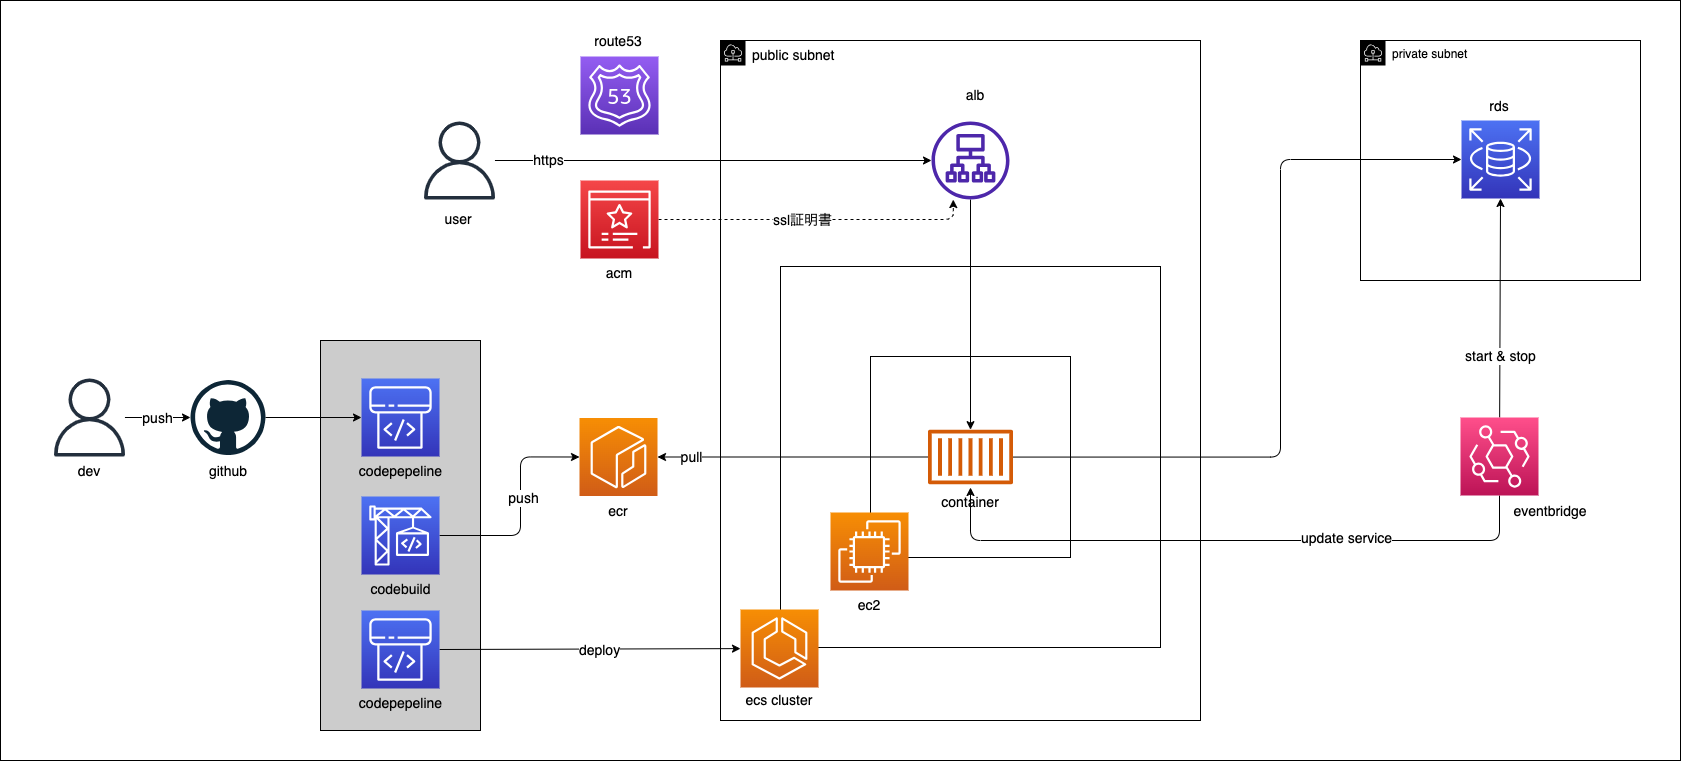 route53
53
public subnet
private subnet
alb
rds
https
user
ssl証明書
acm
start & stop
push
dev
github
codepepeline
pull
push
ecr
container
eventbridge
update service
codebuild
ec2
deploy
codepepeline
ecs cluster